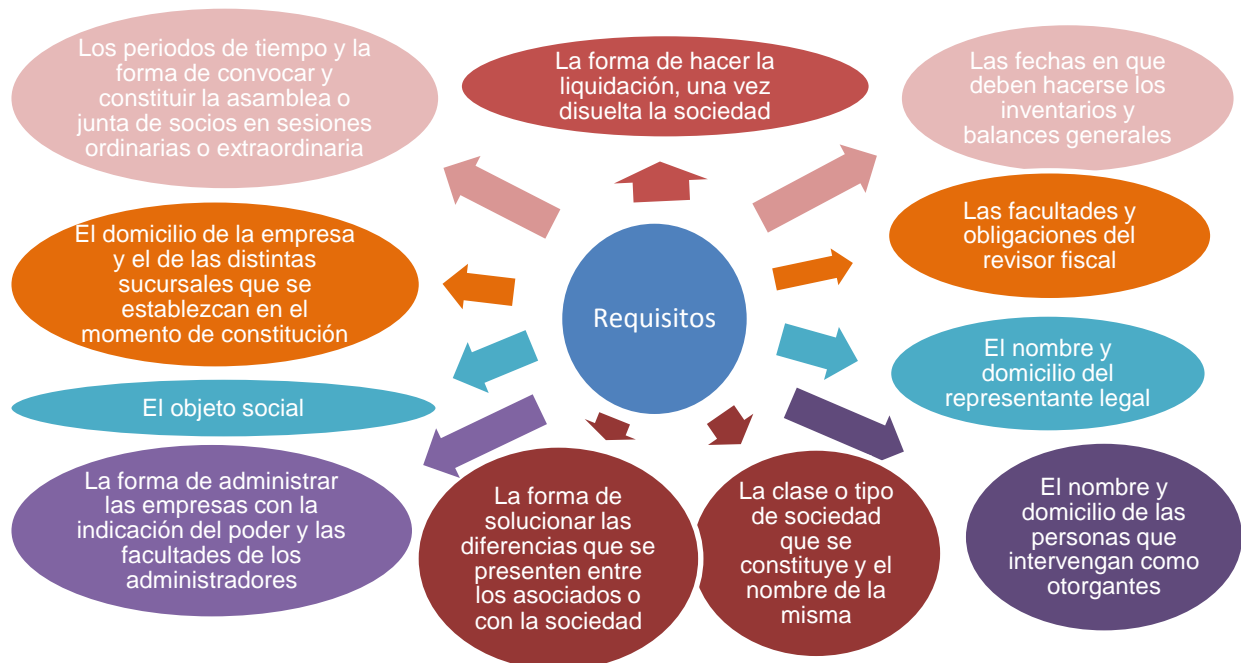 Los periodos de tiempo y la
forma de convocar y
constituir la asamblea o
junta de socios en sesiones
ordinarias o extraordinaria
La forma de hacer la
liquidación, una vez
disuelta la sociedad
Las fechas en que
deben hacerse los
inventarios y
balances generales
El domicilio de la empresa
y el de las distintas
sucursales que se
establezcan en el
momento de constitución
Requisitos
Las facultades y
obligaciones del
revisor fiscal
El objeto social
El nombre y
domicilio del
representante legal
La forma de administrar
las empresas con la
indicación del poder y las
facultades de los
administradores
La forma de
solucionar las
diferencias que se
presenten entre
los asociados o
con la sociedad
La clase o tipo
de sociedad
que se
constituye y el
nombre de la
misma
El nombre y
domicilio de las
personas que
intervengan como
otorgantes